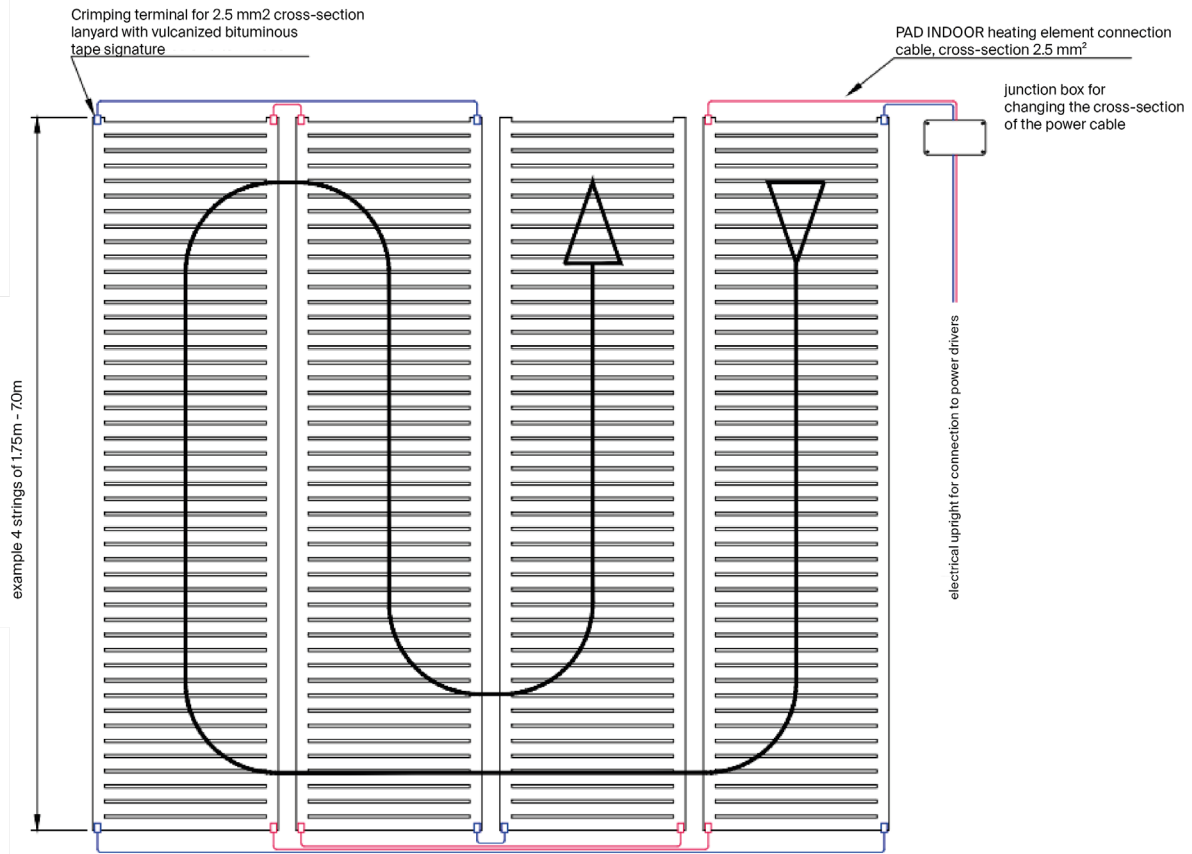 Crimping terminal for 2.5 mm2 cross-section
lanyard with vulcanized bituminous
tape signature
PAD INDOOR heating element connection
cable, cross-section 2.5 mm²
junction box for
changing the cross-section
of the power cable
example 4 strings of 1.75m - 7.0m
electrical upright for connection to power drivers